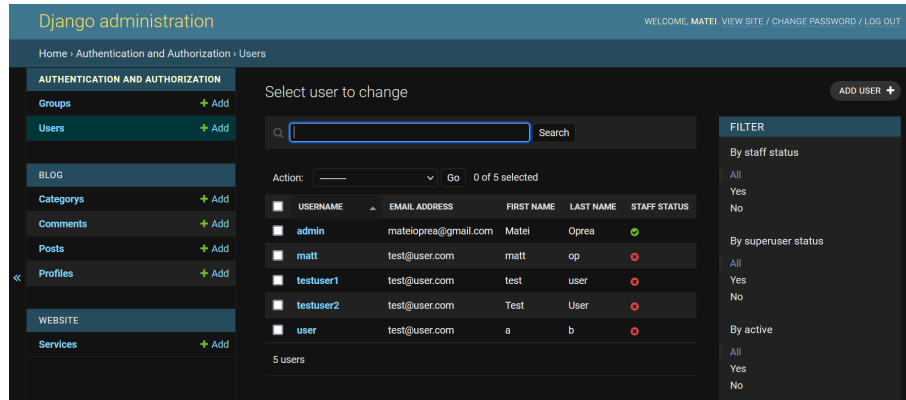 Django administration
WELCOME, MATEI. VIEW SITE / CHANGE PASSWORD / LOG OUT
Home › Authentication and Authorization › Users
AUTHENTICATION AND AUTHORIZATION
Groups + Add
Users + Add
BLOG
Categorys + Add
Comments + Add
Posts + Add
Profiles + Add
WEBSITE
Services + Add
«
Select user to change
ADD USER +
Search
Action: --------- Go 0 of 5 selected
USERNAME EMAIL ADDRESS FIRST NAME LAST NAME STAFF STATUS
admin mateioprea@gmail.com Matei Oprea
matt test@user.com matt op
testuser1 test@user.com test user
testuser2 test@user.com Test User
user test@user.com a b
5 users
FILTER
By staff status
All
Yes
No
By superuser status
All
Yes
No
By active
All
Yes
No